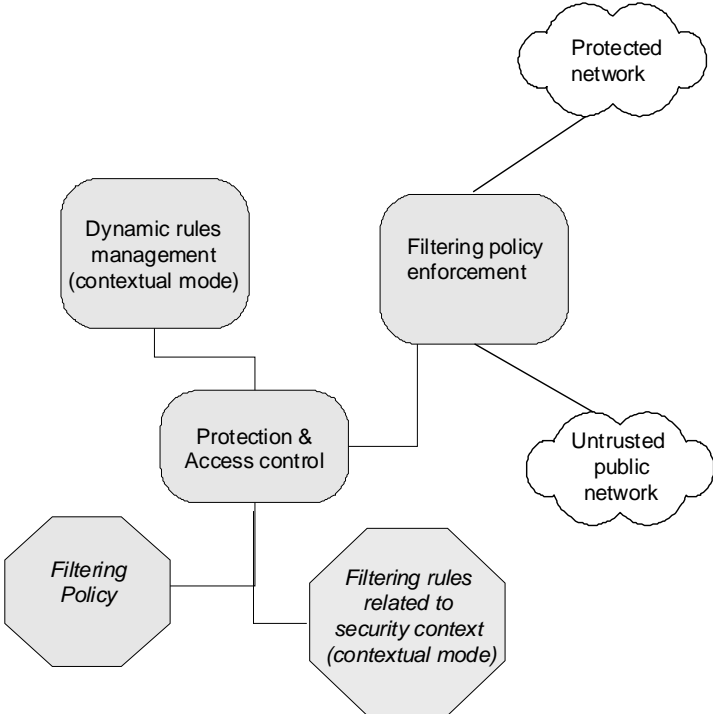 Protected
network
Dynamic rules
management
(contextual mode)
Filtering policy
enforcement
Protection &
Access control
Untrusted
public
network
Filtering
Policy
Filtering rules
related to
security context
(contextual mode)